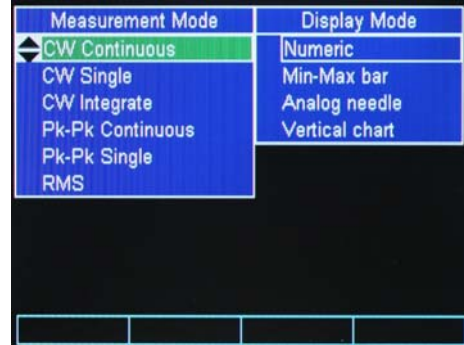 Measurement Mode
CW Continuous
CW Single
CW Integrate
Pk-Pk Continuous
Pk-Pk Single
RMS
Display Mode
Numeric
Min-Max bar
Analog needle
Vertical chart